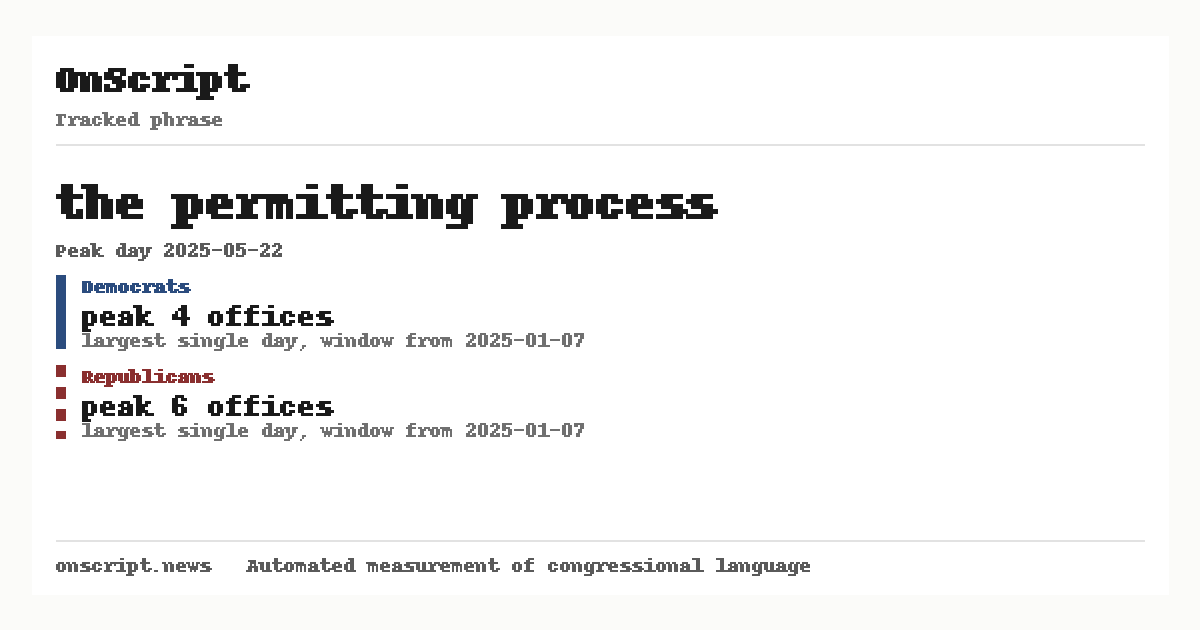 OnScript
Tracked phrase
the permitting process
Peak day 2025-05-22
Democrats
peak 4 offices
largest single day, window from 2025-01-07
Republicans
peak 6 offices
largest single day, window from 2025-01-07
onscript.news Automated measurement of congressional language